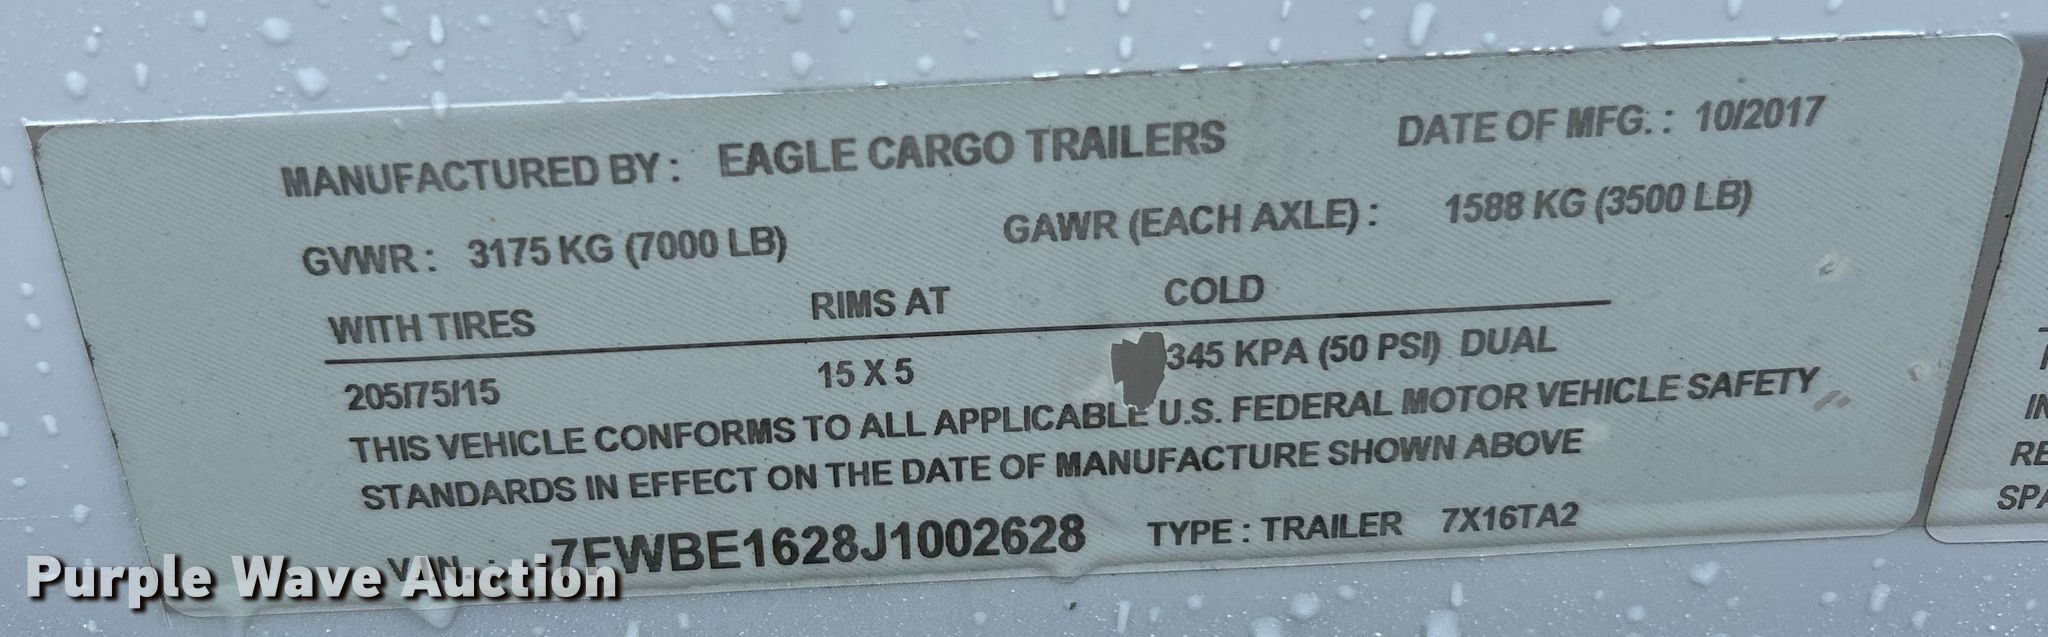 MANUFACTURED BY : EAGLE CARGO TRAILERS DATE OF MFG. : 10/2017
GVWR : 3175 KG (7000 LB) GAWR (EACH AXLE) : 1588 KG (3500 LB)
WITH TIRES RIMS AT COLD
205/75/15 15 X 5 345 KPA (50 PSI) DUAL
THIS VEHICLE CONFORMS TO ALL APPLICABLE U.S. FEDERAL MOTOR VEHICLE SAFETY
STANDARDS IN EFFECT ON THE DATE OF MANUFACTURE SHOWN ABOVE
V.I.N. : 7FWBE1628J1002628 TYPE : TRAILER 7X16TA2
Purple Wave Auction
IN
RE
SPA